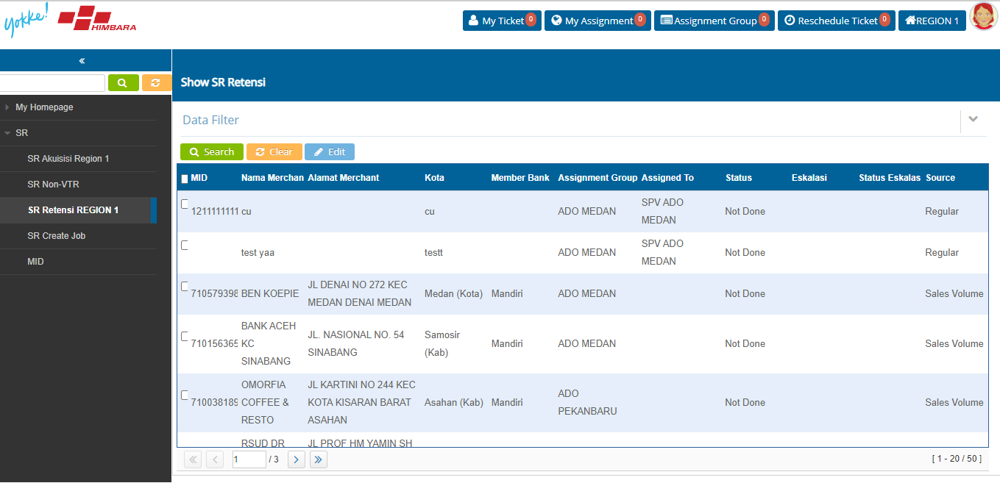 yokke!
HIMBARA
My Ticket 0
My Assignment 0
Assignment Group 0
Reschedule Ticket 0
REGION 1
«
Show SR Retensi
My Homepage
SR
SR Akuisisi Region 1
SR Non-VTR
SR Retensi REGION 1
SR Create Job
MID
Data Filter
Search
Clear
Edit
MID
Nama Merchan
Alamat Merchant
Kota
Member Bank
Assignment Group
Assigned To
Status
Eskalasi
Status Eskalas
Source
1211111111
cu
cu
ADO MEDAN
SPV ADO
MEDAN
Not Done
Regular
test yaa
testt
ADO MEDAN
SPV ADO
MEDAN
Not Done
Regular
710579398
BEN KOEPIE
JL DENAI NO 272 KEC
MEDAN DENAI MEDAN
Medan (Kota)
Mandiri
ADO MEDAN
Not Done
Sales Volume
710156365
BANK ACEH
KC
SINABANG
JL. NASIONAL NO. 54
SINABANG
Samosir
(Kab)
Mandiri
ADO MEDAN
Not Done
Sales Volume
710038189
OMORFIA
COFFEE &
RESTO
JL KARTINI NO 244 KEC
KOTA KISARAN BARAT
ASAHAN
Asahan (Kab)
Mandiri
ADO
PEKANBARU
Not Done
Sales Volume
RSUD DR
JL PROF HM YAMIN SH
« ‹ 1 / 3 › »
[ 1 - 20 / 50 ]